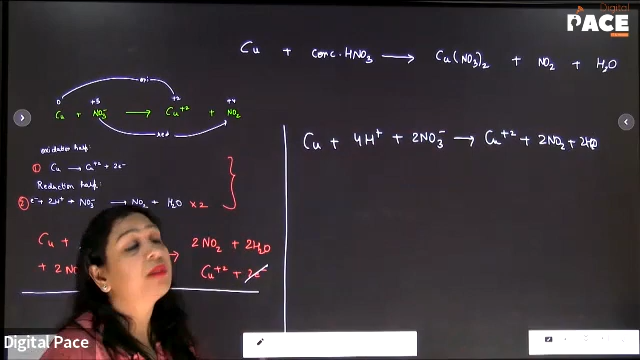 Digital
PACE
Cu + conc. HNO₃ → Cu(NO₃)₂ + NO₂ + H₂O
oxi
0 +5 +2 +4
Cu + NO₃⁻ → Cu⁺² + NO₂
red
oxidation half:
① Cu → Cu⁺² + 2e⁻
Reduction half:
② e⁻ + 2H⁺ + NO₃⁻ → NO₂ + H₂O × 2
Cu + → 2NO₂ + 2H₂O
+ 2NO Cu⁺² + 2e⁻
Cu + 4H⁺ + 2NO₃⁻ → Cu⁺² + 2NO₂ + 2H₂O
Digital Pace